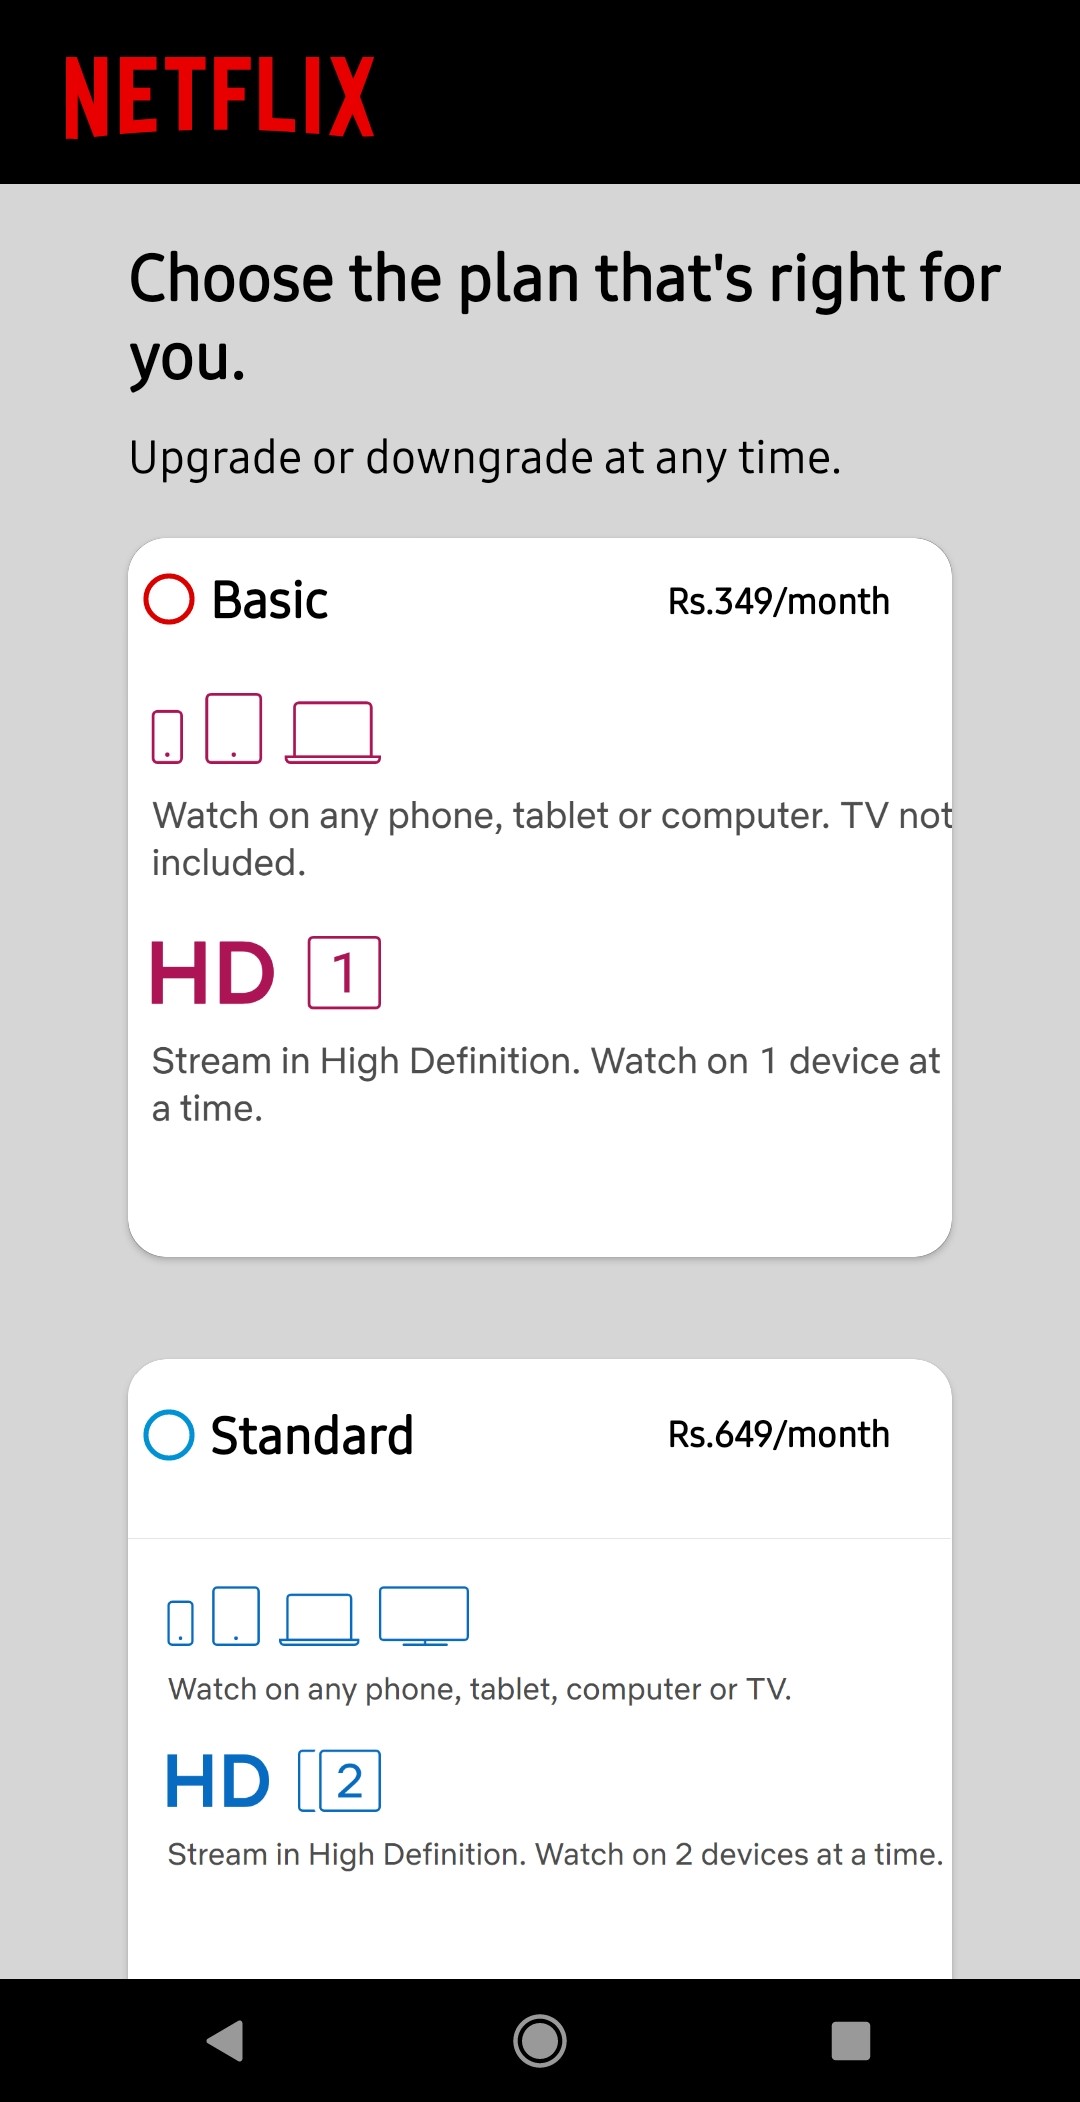 NETFLIX
Choose the plan that's right for
you.
Upgrade or downgrade at any time.
Basic Rs.349/month
Watch on any phone, tablet or computer. TV not
included.
HD 1
Stream in High Definition. Watch on 1 device at
a time.
Standard Rs.649/month
Watch on any phone, tablet, computer or TV.
HD 2
Stream in High Definition. Watch on 2 devices at a time.